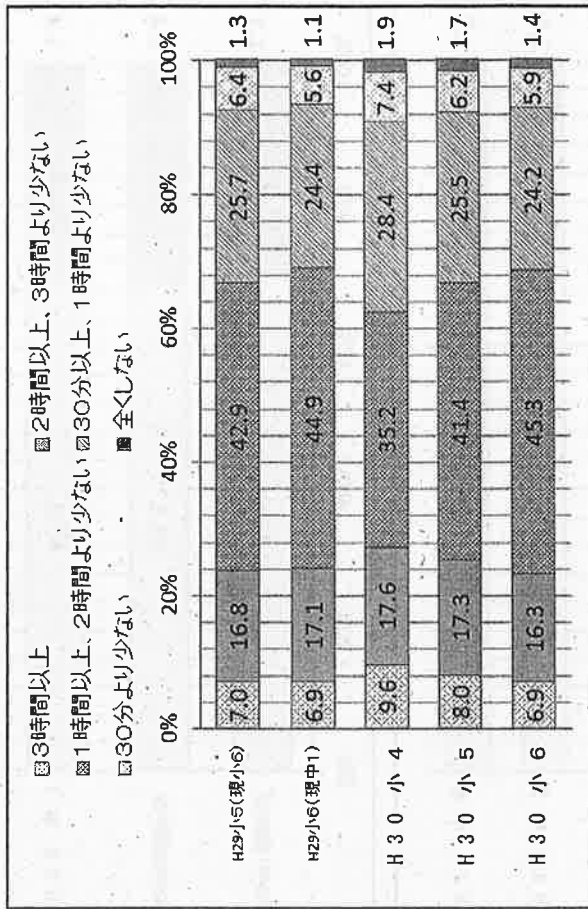 3時間以上 2時間以上、3時間より少ない
1時間以上、2時間より少ない 30分以上、1時間より少ない
30分より少ない 全くしない
0% 20% 40% 60% 80% 100%
H29小5(現小6) 7.0 16.8 42.9 25.7 6.4 1.3
H29小6(現中1) 6.9 17.1 44.9 24.4 5.6 1.1
H30 小 4 9.6 17.6 35.2 28.4 7.4 1.9
H30 小 5 8.0 17.3 41.4 25.5 6.2 1.7
H30 小 6 6.9 16.3 45.3 24.2 5.9 1.4